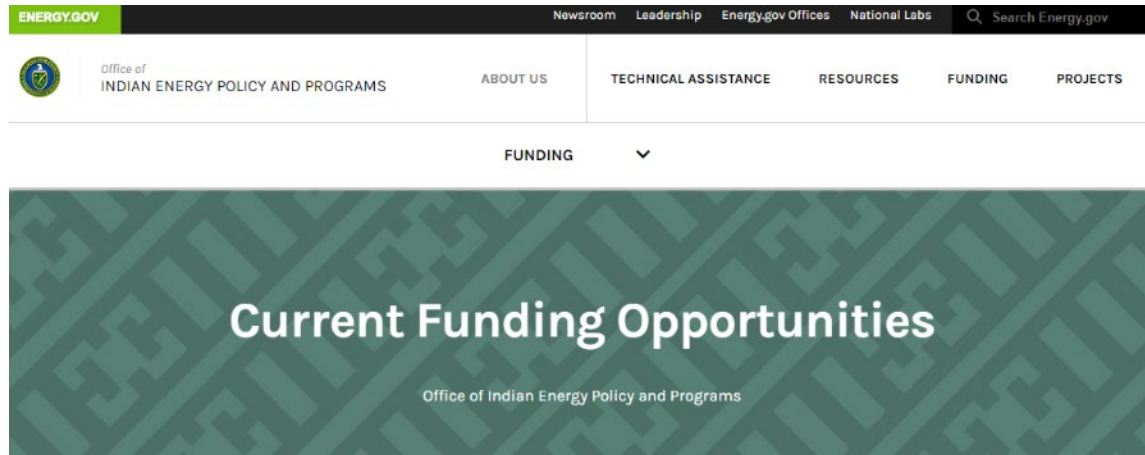 ENERGY.GOV Newsroom Leadership Energy.gov Offices National Labs Search Energy.gov
Office of
INDIAN ENERGY POLICY AND PROGRAMS ABOUT US TECHNICAL ASSISTANCE RESOURCES FUNDING PROJECTS
FUNDING
Current Funding Opportunities
Office of Indian Energy Policy and Programs